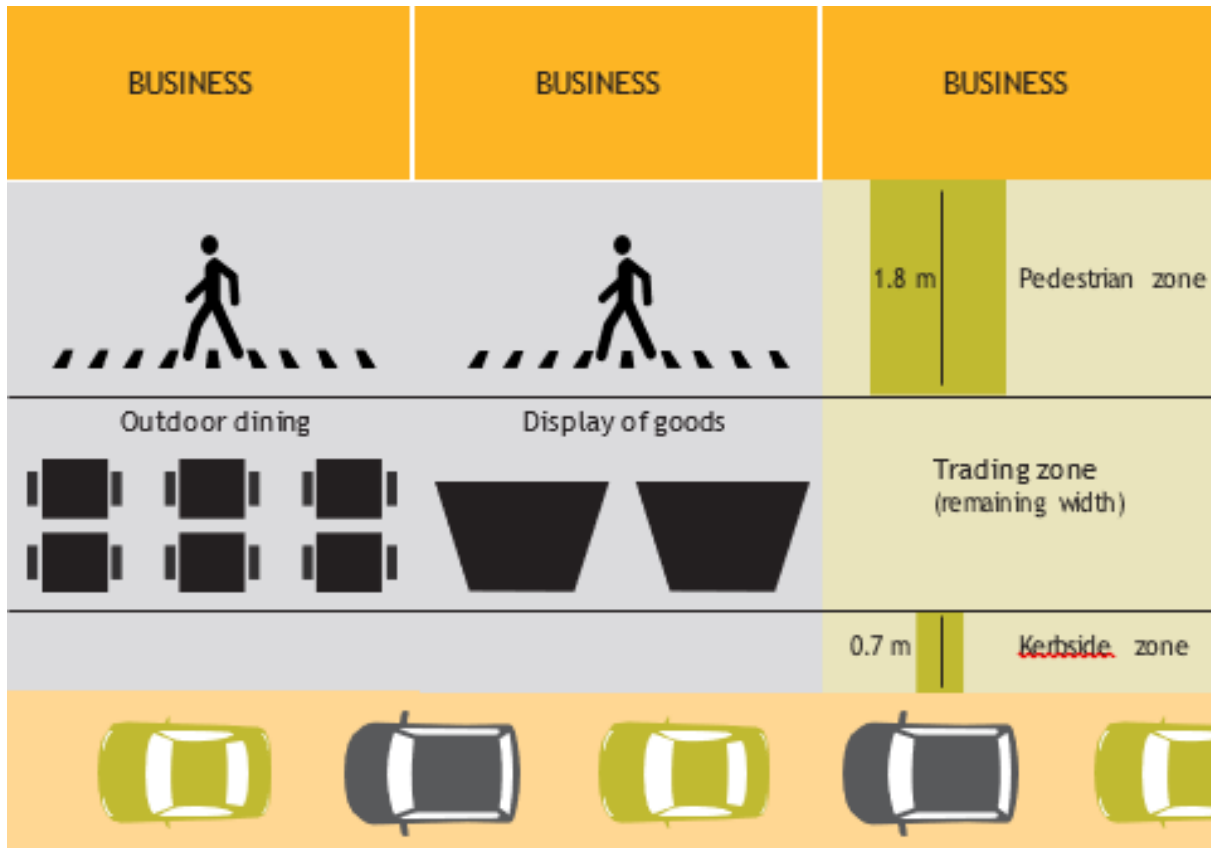 BUSINESS
BUSINESS
BUSINESS
1.8 m
Pedestrian zone
Outdoor dining
Display of goods
Trading zone
(remaining width)
0.7 m
Kerbside zone